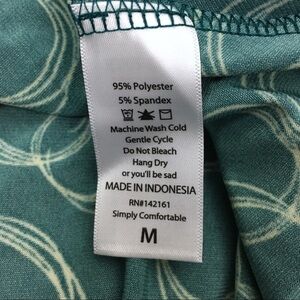 95% Polyester
5% Spandex
Machine Wash Cold
Gentle Cycle
Do Not Bleach
Hang Dry
or you'll be sad
MADE IN INDONESIA
RN#142161
Simply Comfortable
M